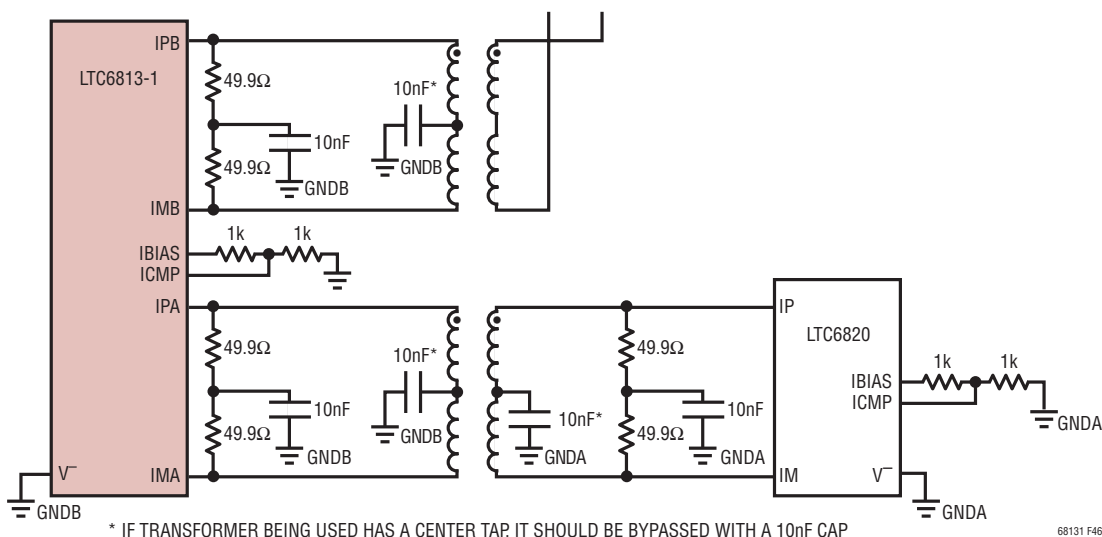 IPB
LTC6813-1
49.9Ω
10nF*
10nF
49.9Ω
GNDB
GNDB
IMB
1k
1k
IBIAS
ICMP
IPA
IP
LTC6820
49.9Ω
10nF*
49.9Ω
1k
1k
IBIAS
ICMP
10nF
10nF*
10nF
49.9Ω
GNDB
49.9Ω
GNDA
GNDB
GNDA
GNDA
V–
IMA
IM
V–
GNDB
GNDA
* IF TRANSFORMER BEING USED HAS A CENTER TAP, IT SHOULD BE BYPASSED WITH A 10nF CAP
68131 F46